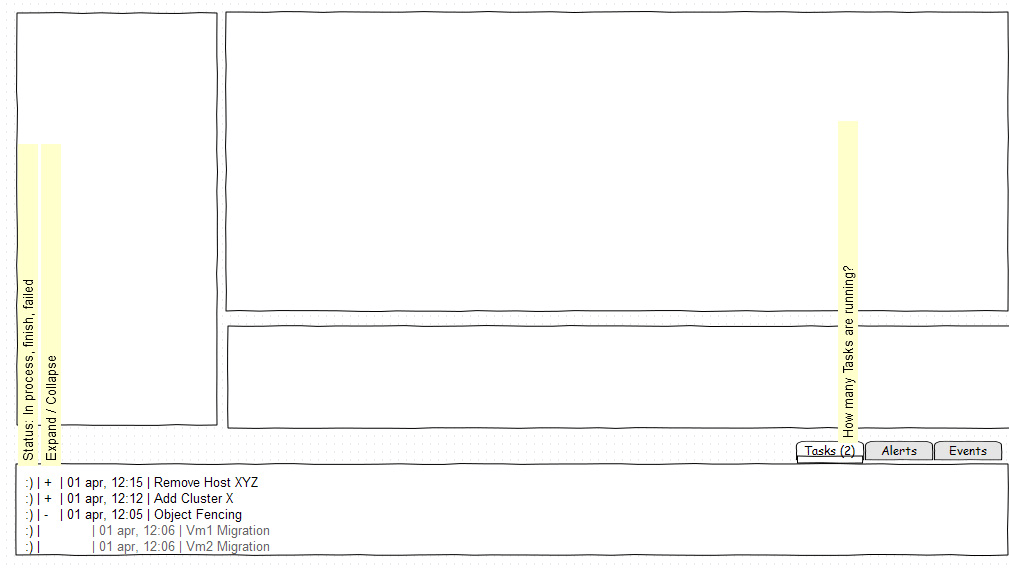 Status: In process, finish, failed
Expand / Collapse
How many Tasks are running?
Tasks (2) Alerts Events
:) | + | 01 apr, 12:15 | Remove Host XYZ
:) | + | 01 apr, 12:12 | Add Cluster X
:) | - | 01 apr, 12:05 | Object Fencing
:) | | 01 apr, 12:06 | Vm1 Migration
:) | | 01 apr, 12:06 | Vm2 Migration